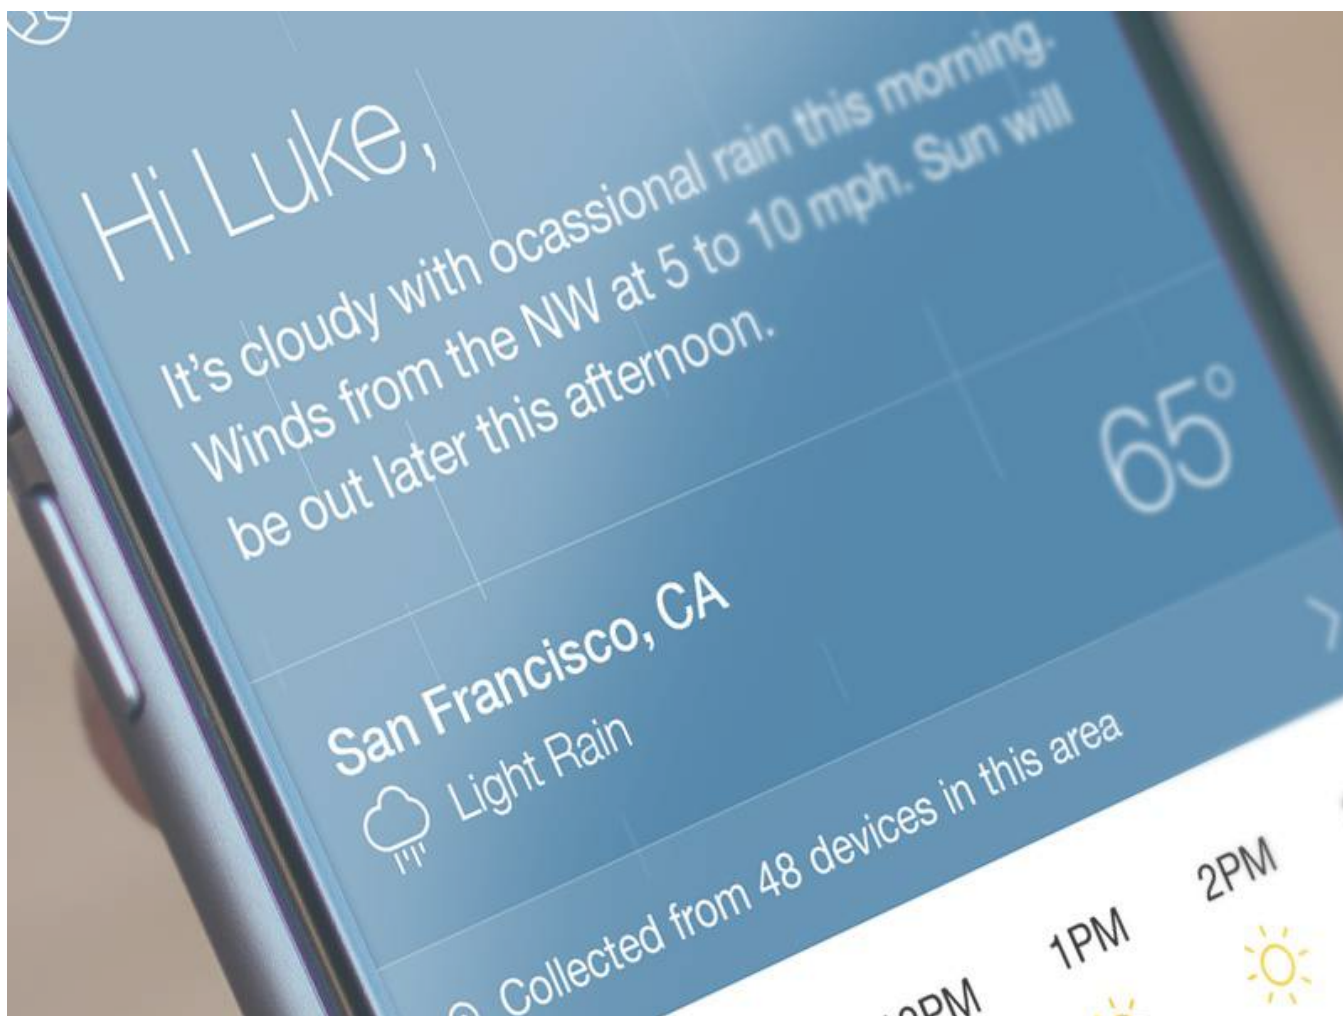 Hi Luke,
It's cloudy with ocassional rain this morning.
Winds from the NW at 5 to 10 mph. Sun will
be out later this afternoon.
San Francisco, CA
65°
Light Rain
Collected from 48 devices in this area
1PM
2PM